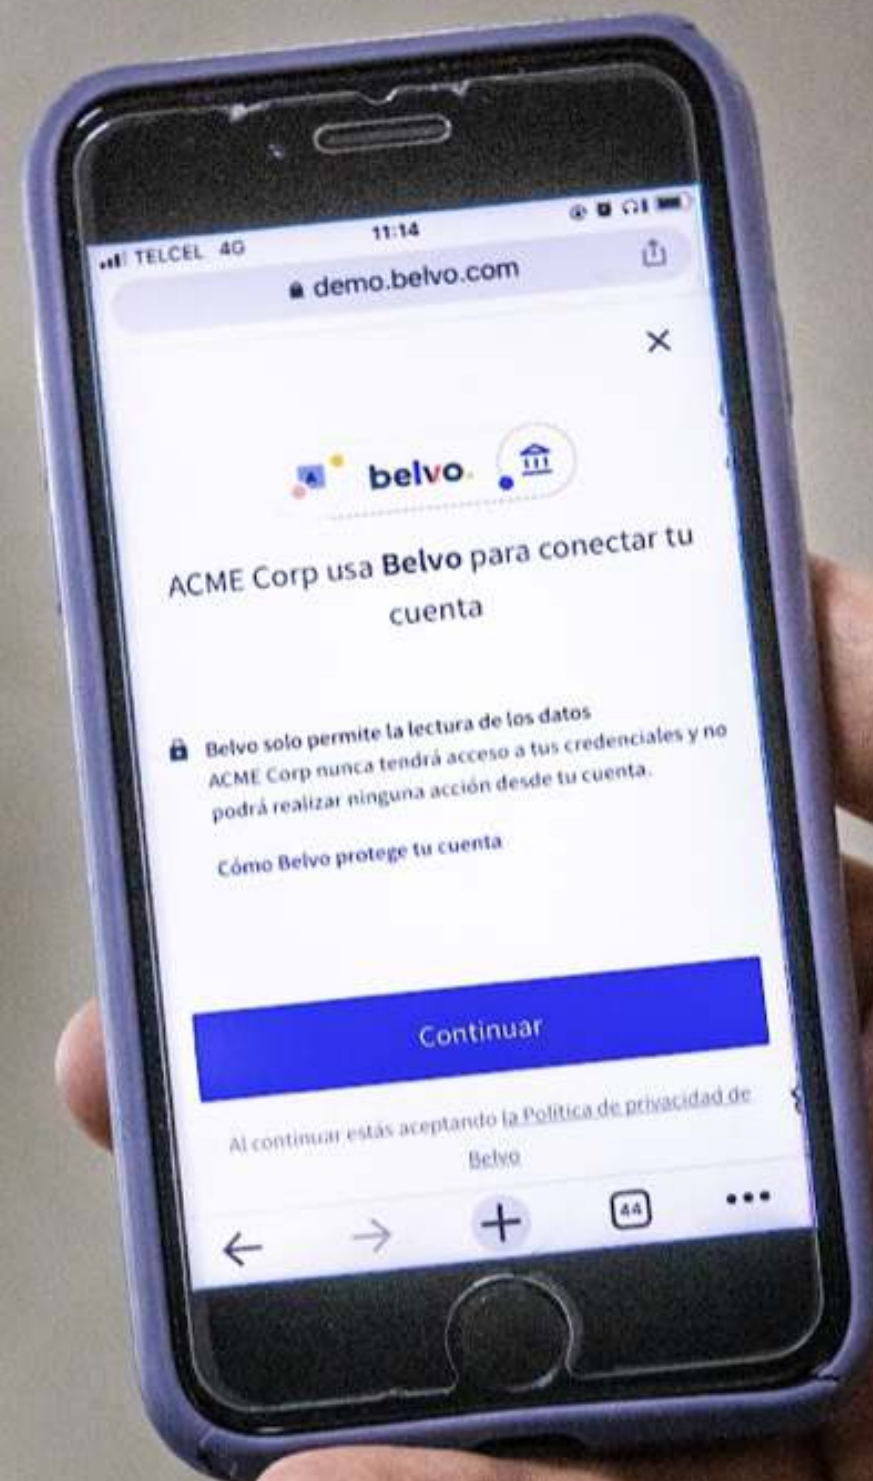 TELCEL 4G 11:14
demo.belvo.com
belvo.
ACME Corp usa Belvo para conectar tu
cuenta
Belvo solo permite la lectura de los datos
ACME Corp nunca tendrá acceso a tus credenciales y no
podrá realizar ninguna acción desde tu cuenta.
Cómo Belvo protege tu cuenta
Continuar
Al continuar estás aceptando la Política de privacidad de
Belvo
44